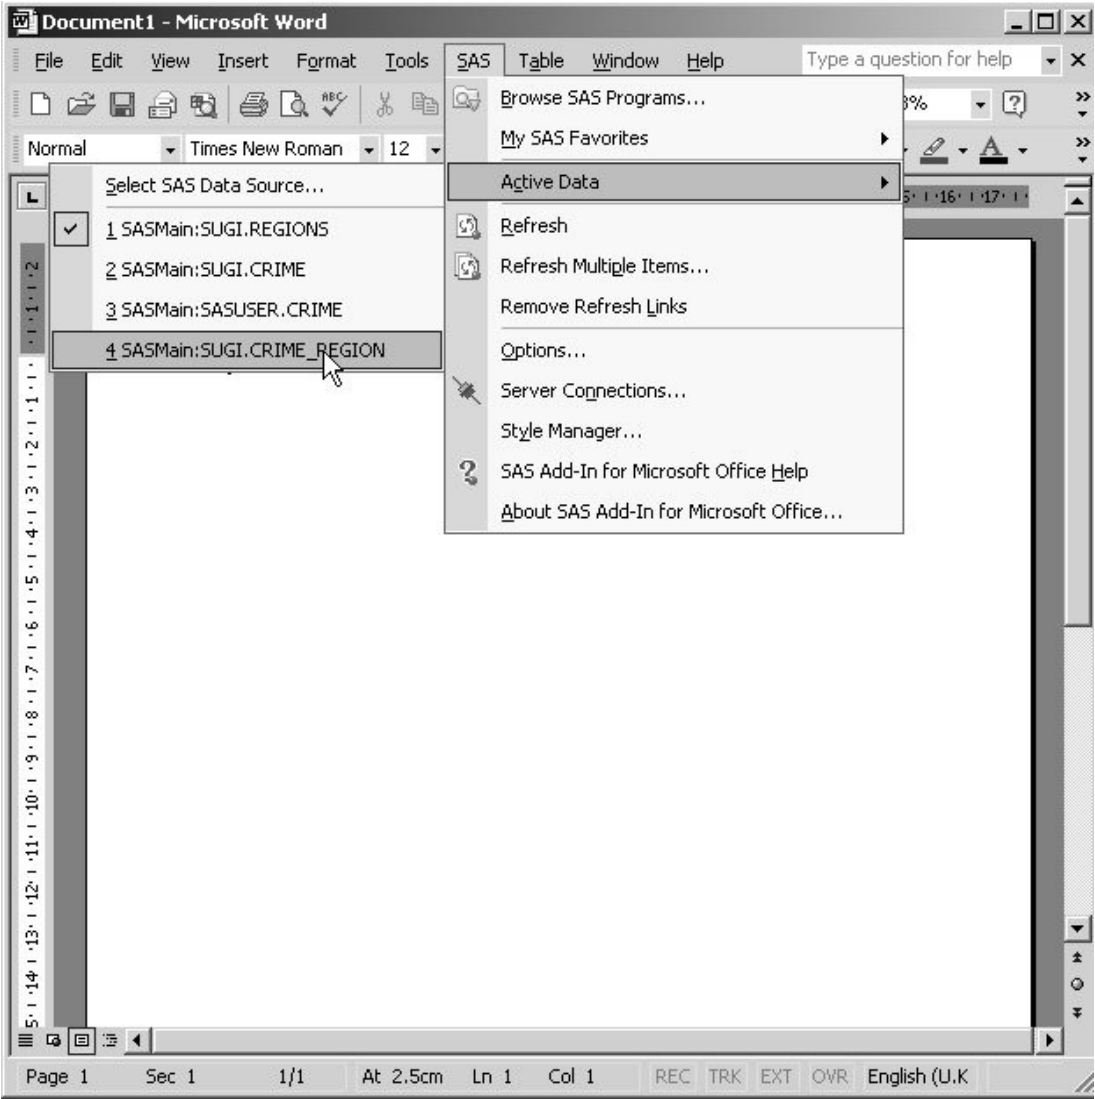 Document1 - Microsoft Word
File Edit View Insert Format Tools SAS Table Window Help Type a question for help
Browse SAS Programs...
My SAS Favorites
Normal Times New Roman 12
Active Data
Select SAS Data Source...
1 SASMain:SUGI.REGIONS
2 SASMain:SUGI.CRIME
3 SASMain:SASUSER.CRIME
4 SASMain:SUGI.CRIME_REGION
Refresh
Refresh Multiple Items...
Remove Refresh Links
Options...
Server Connections...
Style Manager...
SAS Add-In for Microsoft Office Help
About SAS Add-In for Microsoft Office...
Page 1 Sec 1 1/1 At 2.5cm Ln 1 Col 1 REC TRK EXT OVR English (U.K